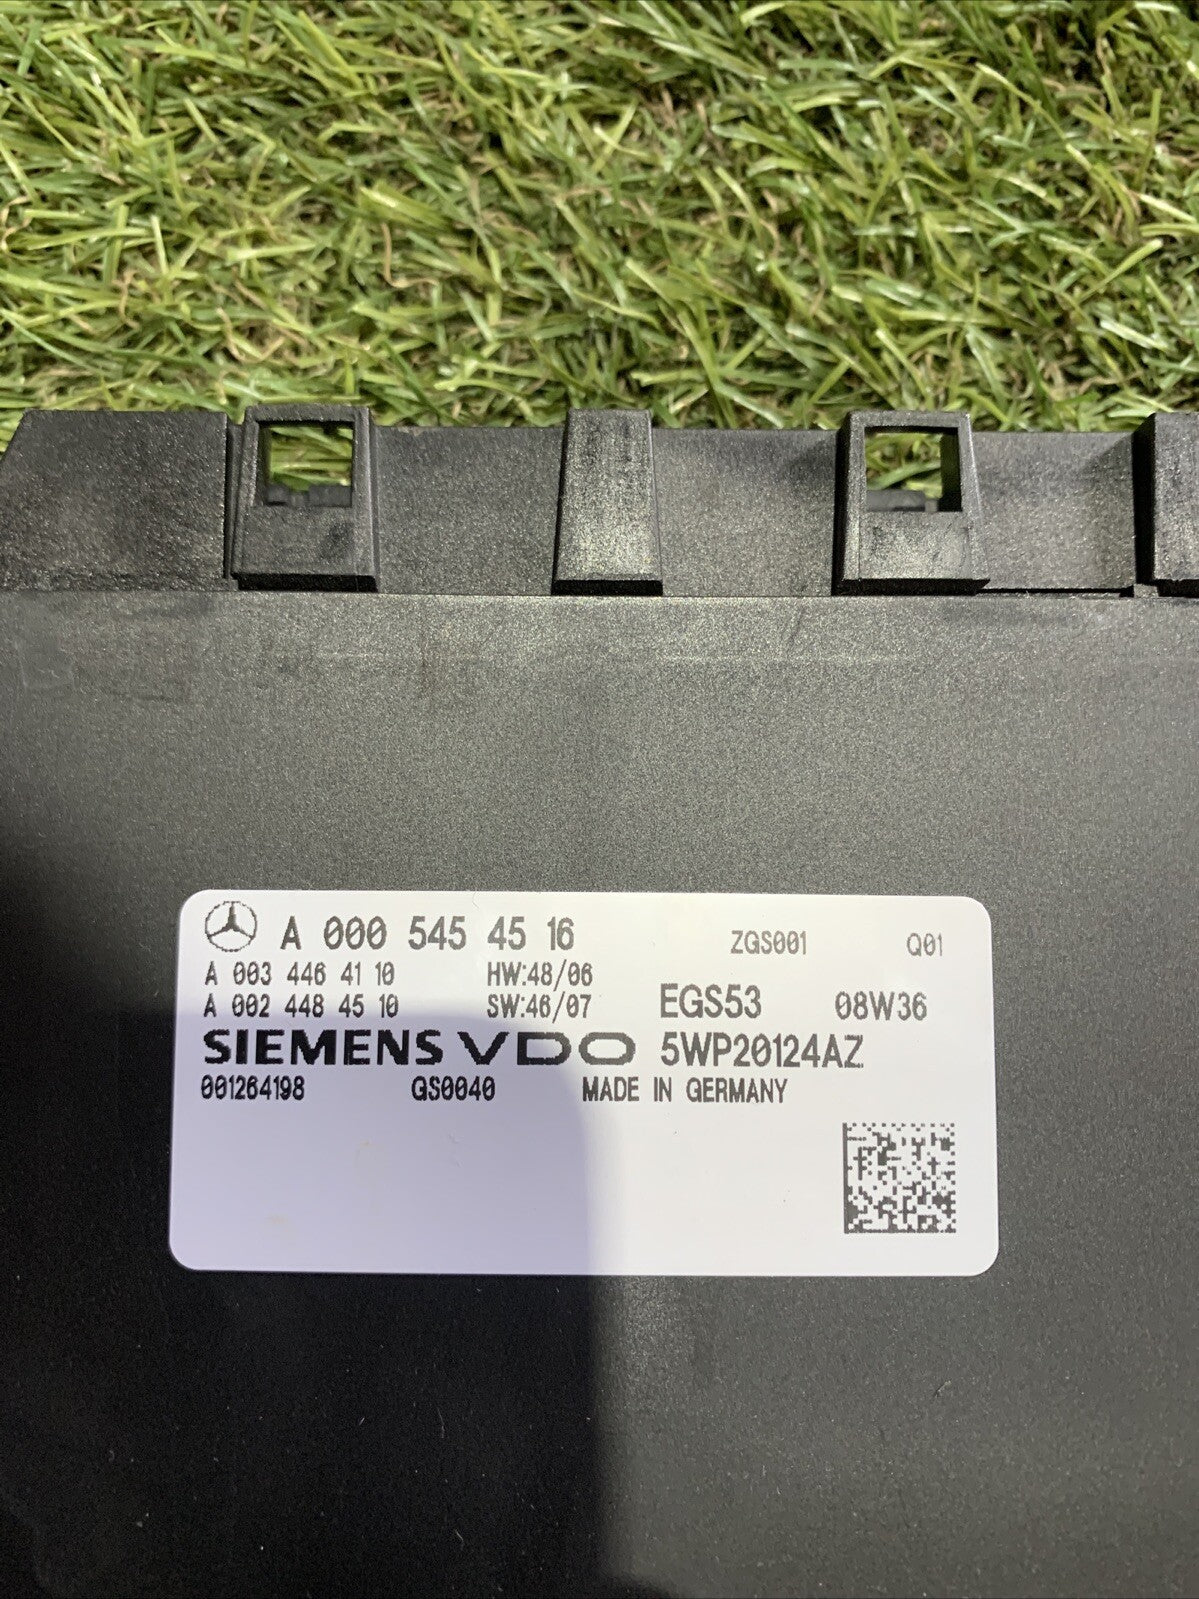 A 000 545 45 16 ZGS001 Q01
A 003 446 41 10 HW:48/06
A 002 448 45 10 SW:46/07 EGS53 08W36
SIEMENS VDO 5WP20124AZ
001264198 GS0040 MADE IN GERMANY